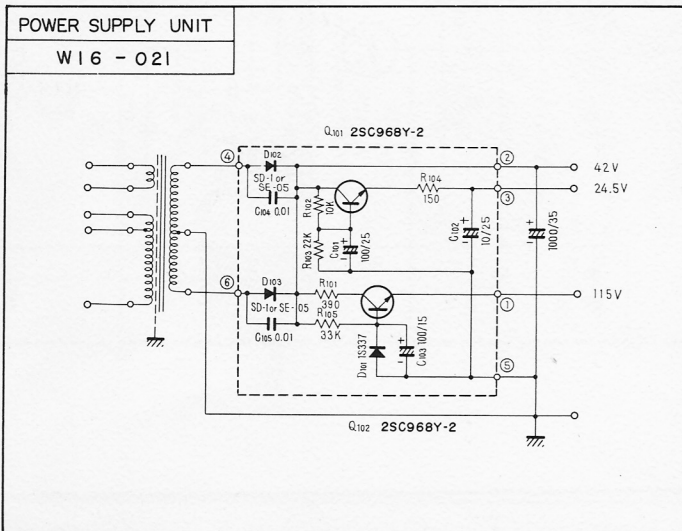 POWER SUPPLY UNIT
W16 - 021
Q101 2SC968Y-2
④
D102
SD-1 or
SE-05
C104 0.01
R102
10K
R103 22K
C101
100/25
R104
150
C102
10/25
②
42V
③
24.5V
1000/35
⑥
D103
SD-1 or SE-05
C105 0.01
R101
390
R105
33K
D101 1S337
C103 100/15
①
115V
⑤
Q102 2SC968Y-2